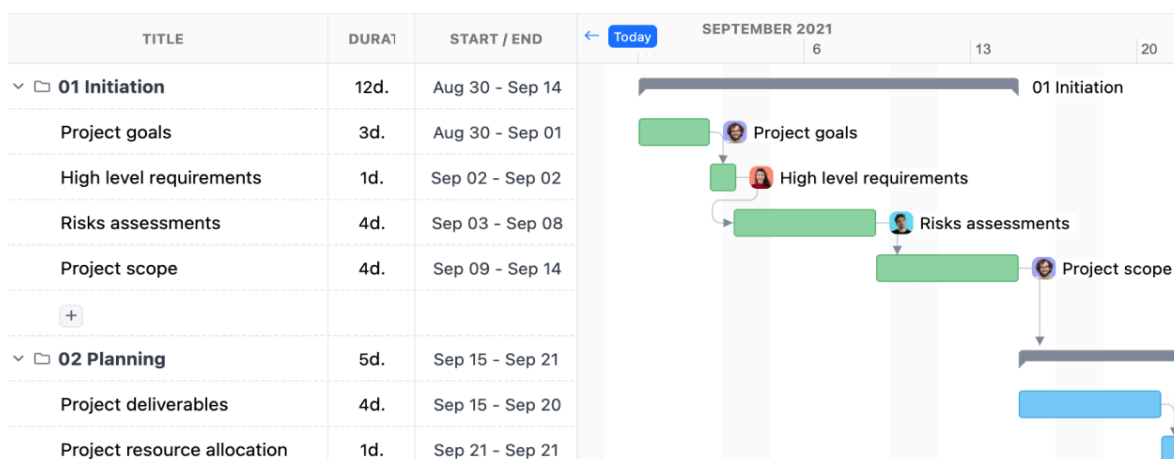 TITLE DURAT START / END ← Today SEPTEMBER 2021
6 13 20
01 Initiation 12d. Aug 30 - Sep 14 01 Initiation
Project goals 3d. Aug 30 - Sep 01 Project goals
High level requirements 1d. Sep 02 - Sep 02 High level requirements
Risks assessments 4d. Sep 03 - Sep 08 Risks assessments
Project scope 4d. Sep 09 - Sep 14 Project scope
+
02 Planning 5d. Sep 15 - Sep 21
Project deliverables 4d. Sep 15 - Sep 20
Project resource allocation 1d. Sep 21 - Sep 21